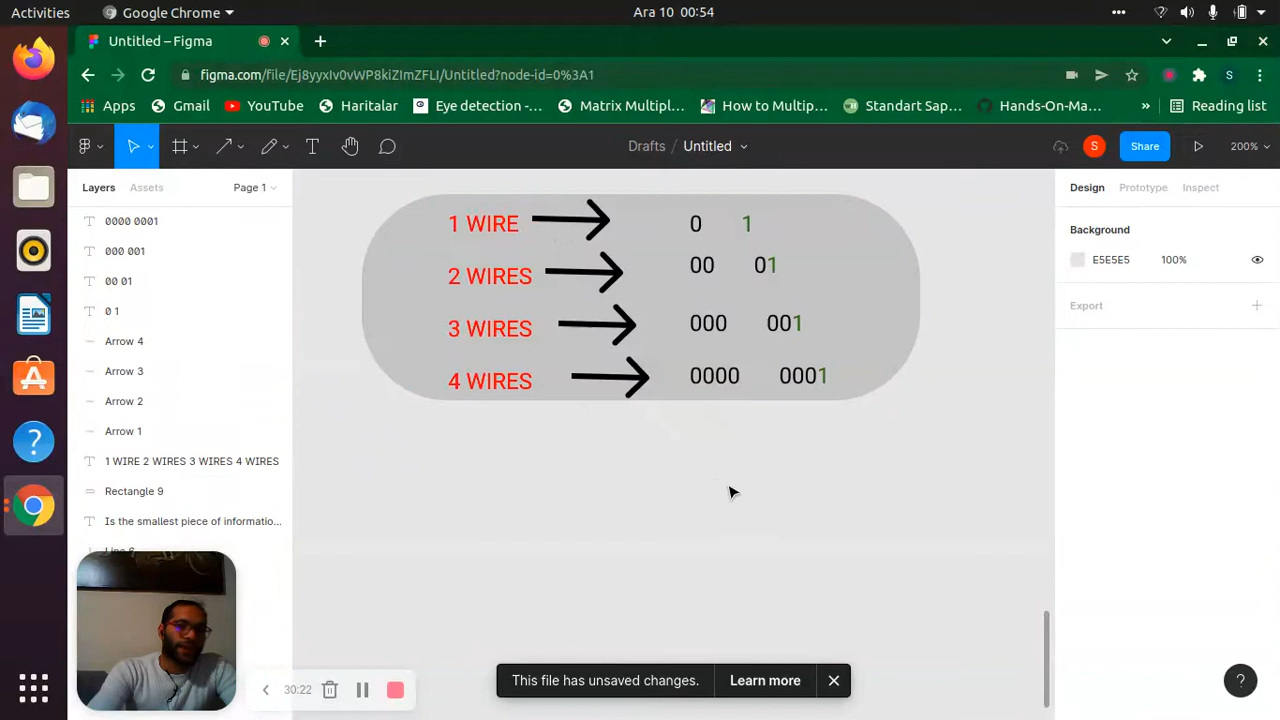 Activities
Google Chrome
Ara 10 00:54
Untitled – Figma
figma.com/file/Ej8yyxIv0vWP8kiZImZFLI/Untitled?node-id=0%3A1
S
Apps
Gmail
YouTube
Haritalar
Eye detection -...
Matrix Multipl...
How to Multip...
Standart Sap...
Hands-On-Ma...
»
Reading list
Drafts / Untitled
S
Share
200%
Layers
Assets
Page 1
Design
Prototype
Inspect
0000 0001
000 001
00 01
0 1
Arrow 4
Arrow 3
Arrow 2
Arrow 1
1 WIRE 2 WIRES 3 WIRES 4 WIRES
Rectangle 9
Is the smallest piece of informatio...
1 WIRE 0 1
2 WIRES 00 01
3 WIRES 000 001
4 WIRES 0000 0001
Background
E5E5E5 100%
Export
30:22
This file has unsaved changes.
Learn more
?